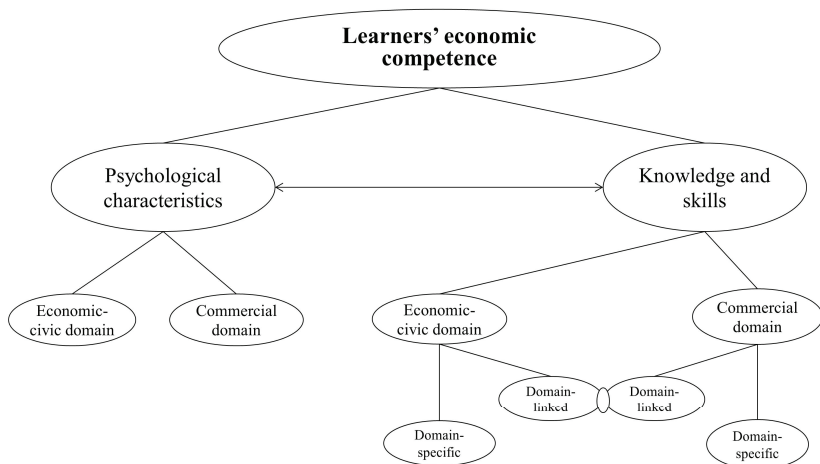 Learners’ economic
competence
Psychological
characteristics
Knowledge and
skills
Economic-
civic domain
Commercial
domain
Economic-
civic domain
Commercial
domain
Domain-
linked
Domain-
linked
Domain-
specific
Domain-
specific